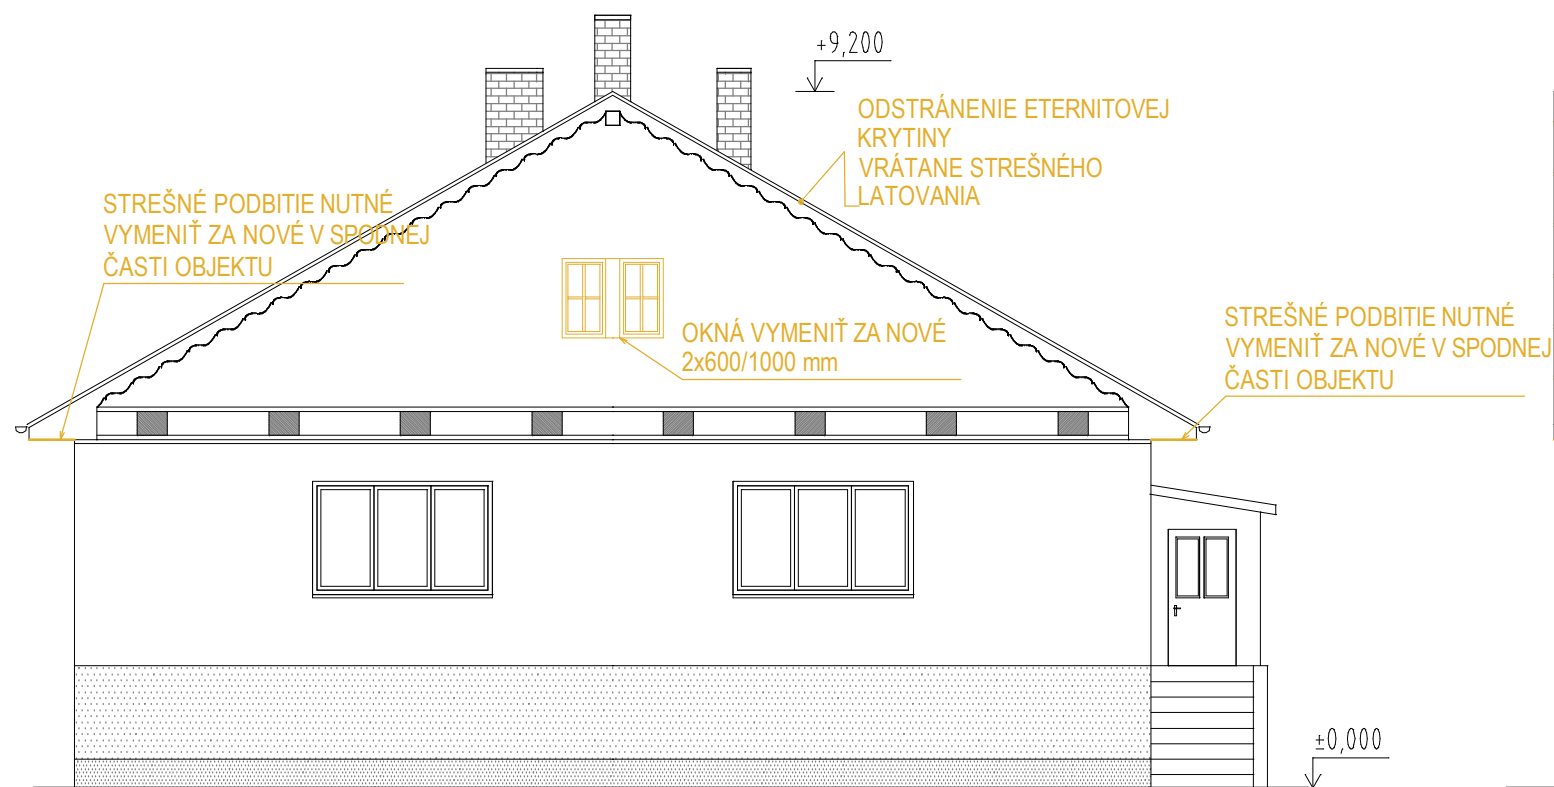 +9,200
ODSTRÁNENIE ETERNITOVEJ
KRYTINY
VRÁTANE STREŠNÉHO
LATOVANIA
STREŠNÉ PODBITIE NUTNÉ
VYMENIŤ ZA NOVÉ V SPODNEJ
ČASTI OBJEKTU
OKNÁ VYMENIŤ ZA NOVÉ
2x600/1000 mm
STREŠNÉ PODBITIE NUTNÉ
VYMENIŤ ZA NOVÉ V SPODNEJ
ČASTI OBJEKTU
±0,000